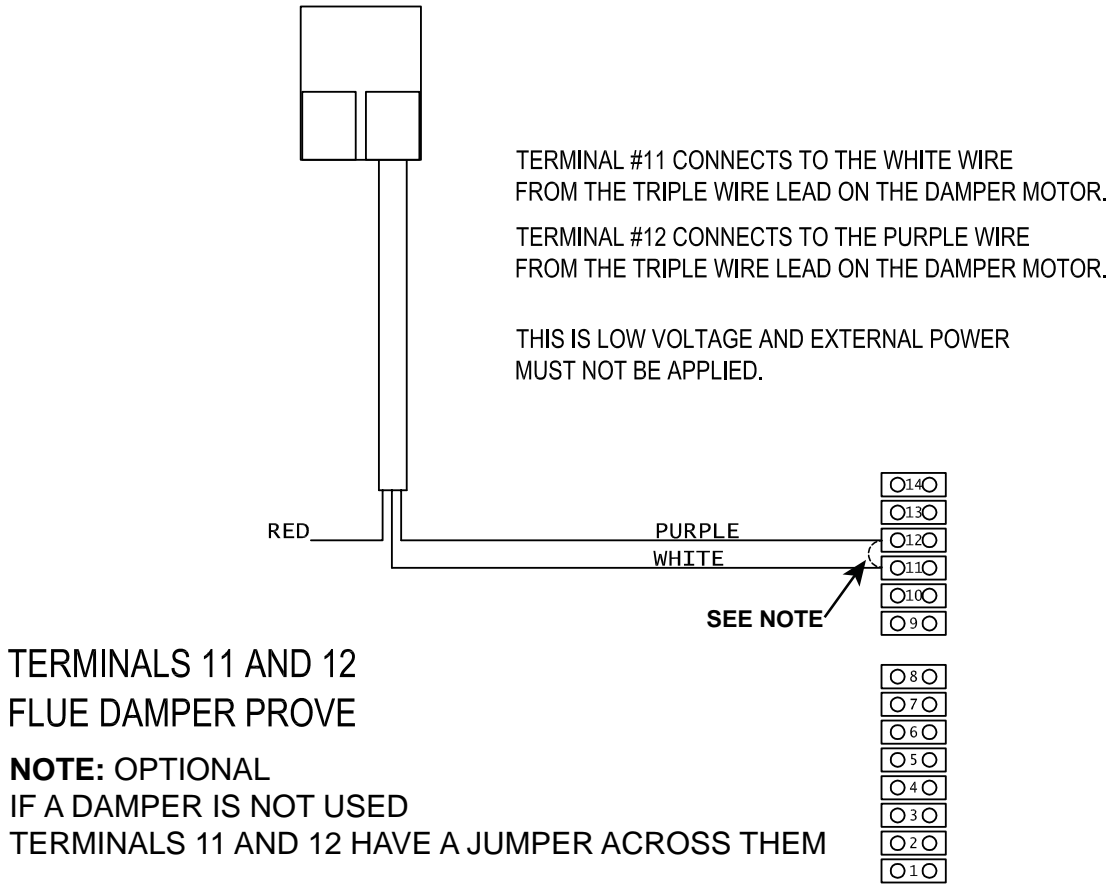 TERMINAL #11 CONNECTS TO THE WHITE WIRE
FROM THE TRIPLE WIRE LEAD ON THE DAMPER MOTOR.
TERMINAL #12 CONNECTS TO THE PURPLE WIRE
FROM THE TRIPLE WIRE LEAD ON THE DAMPER MOTOR.
THIS IS LOW VOLTAGE AND EXTERNAL POWER
MUST NOT BE APPLIED.
RED
PURPLE
WHITE
SEE NOTE
14
13
12
11
10
9
8
7
6
5
4
3
2
1
TERMINALS 11 AND 12
FLUE DAMPER PROVE
NOTE: OPTIONAL
IF A DAMPER IS NOT USED
TERMINALS 11 AND 12 HAVE A JUMPER ACROSS THEM